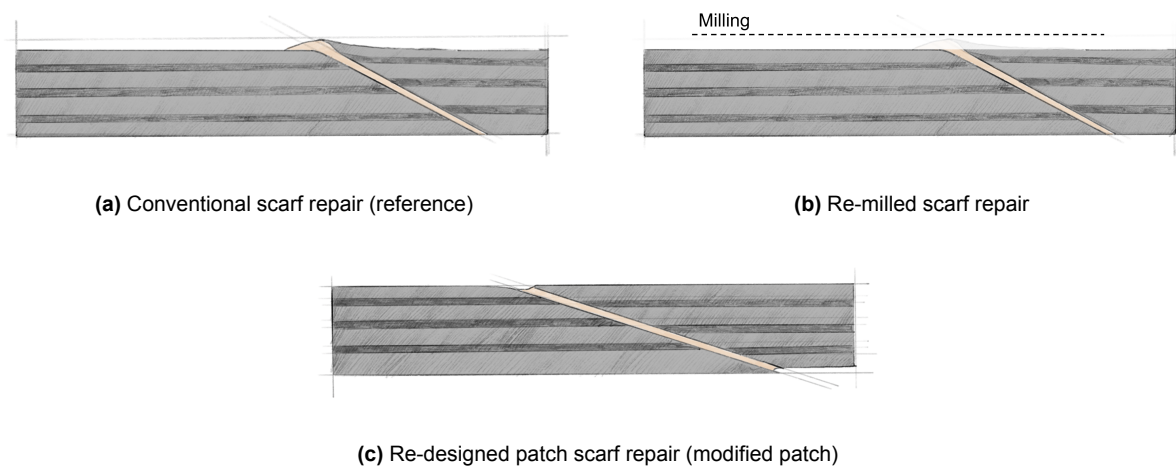 Milling
(a) Conventional scarf repair (reference)
(b) Re-milled scarf repair
(c) Re-designed patch scarf repair (modified patch)